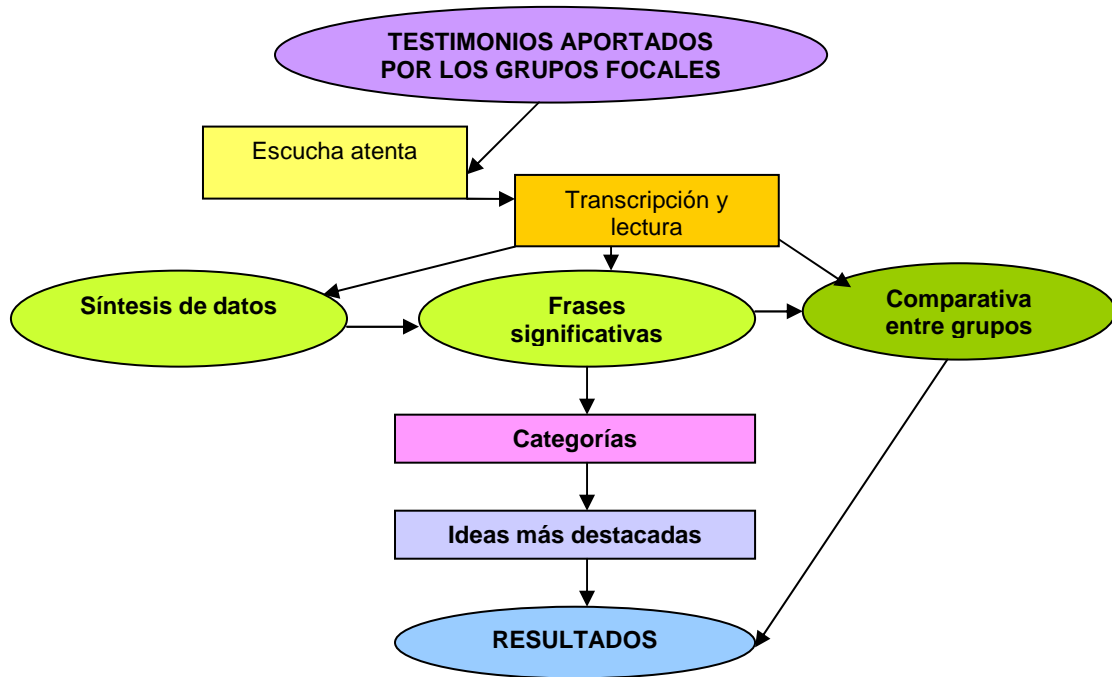 TESTIMONIOS APORTADOS
POR LOS GRUPOS FOCALES
Escucha atenta
Transcripción y
lectura
Síntesis de datos
Frases
significativas
Comparativa
entre grupos
Categorías
Ideas más destacadas
RESULTADOS